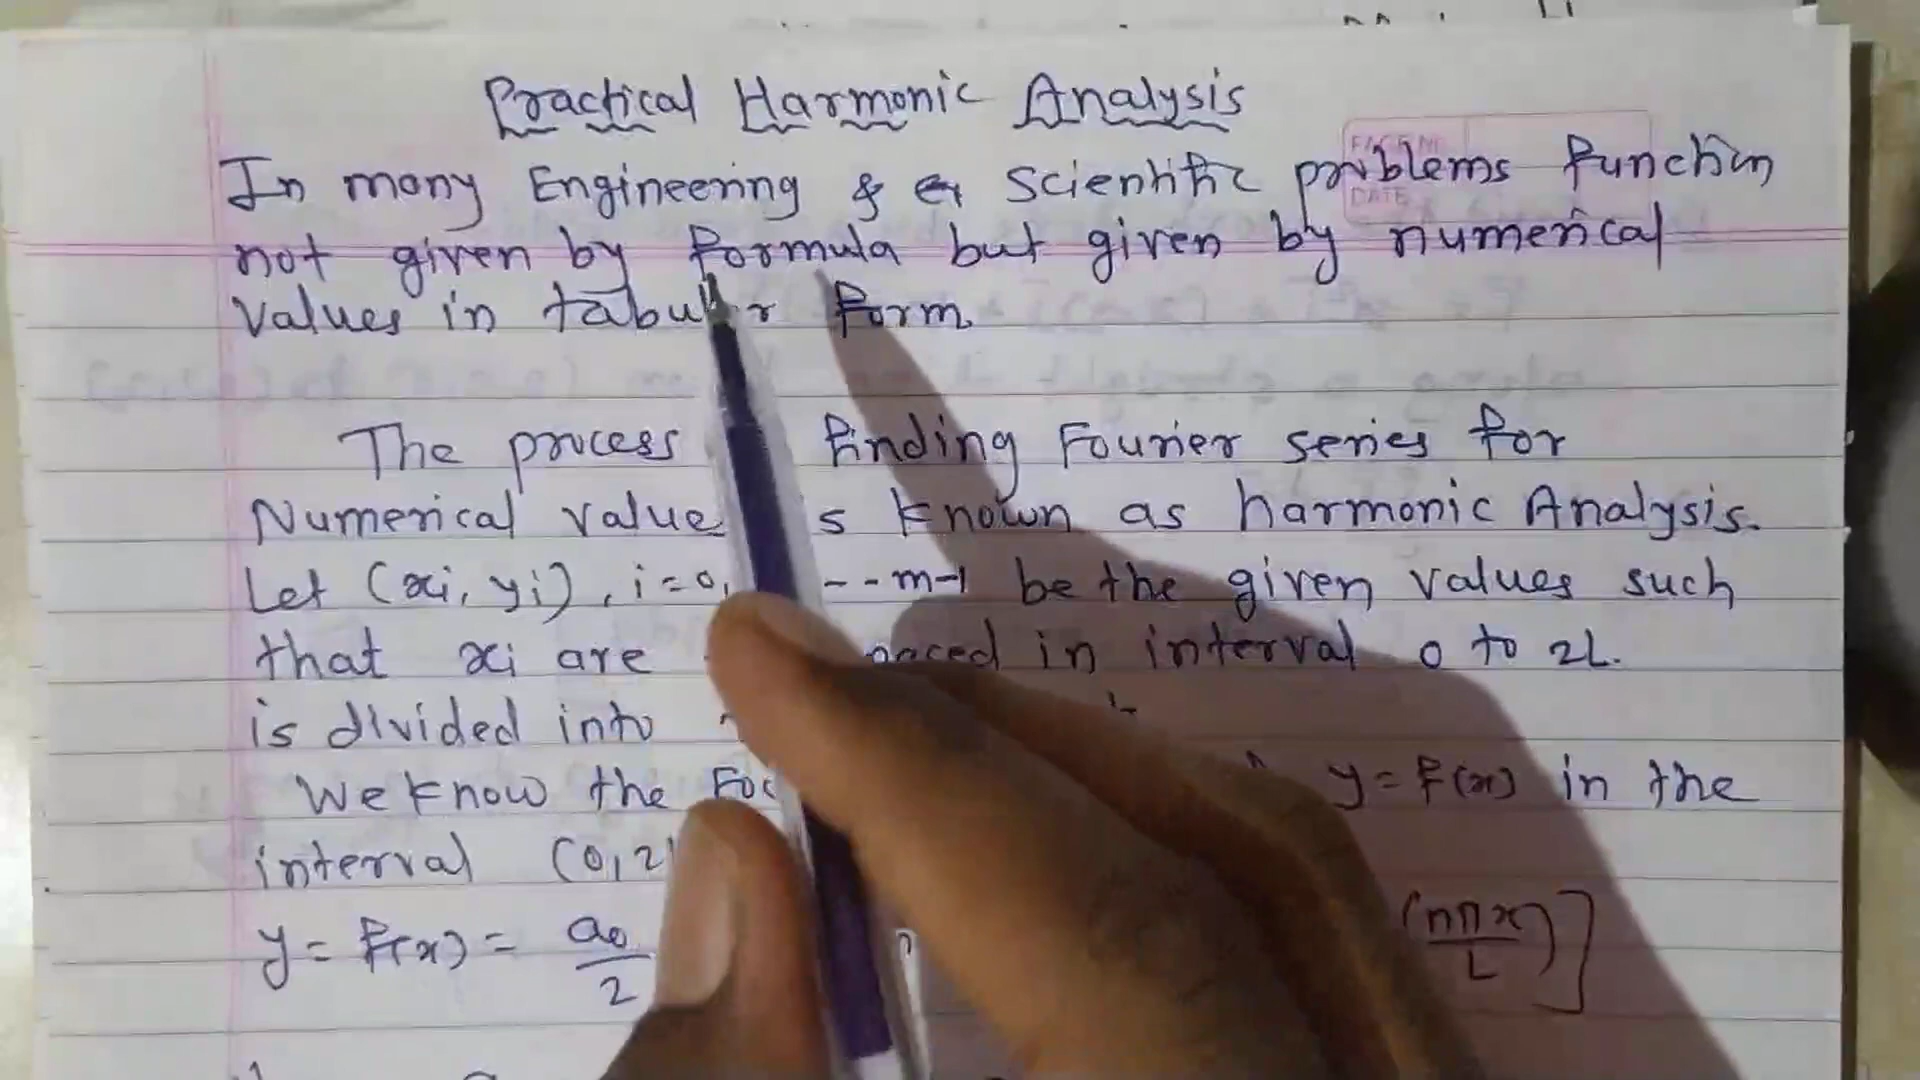 Practical Harmonic Analysis
In many Engineering & Scientific problems function
not given by formula but given by numerical
values in tabular form
The process finding Fourier series for
Numerical value is known as harmonic Analysis.
Let (xi, yi), i=0, --m-1 be the given values such
that xi are in interval 0 to 2L.
is divided into
We know the y=f(x) in the
interval (0,2
y= f(x) = a0/2 (nπx/L)]